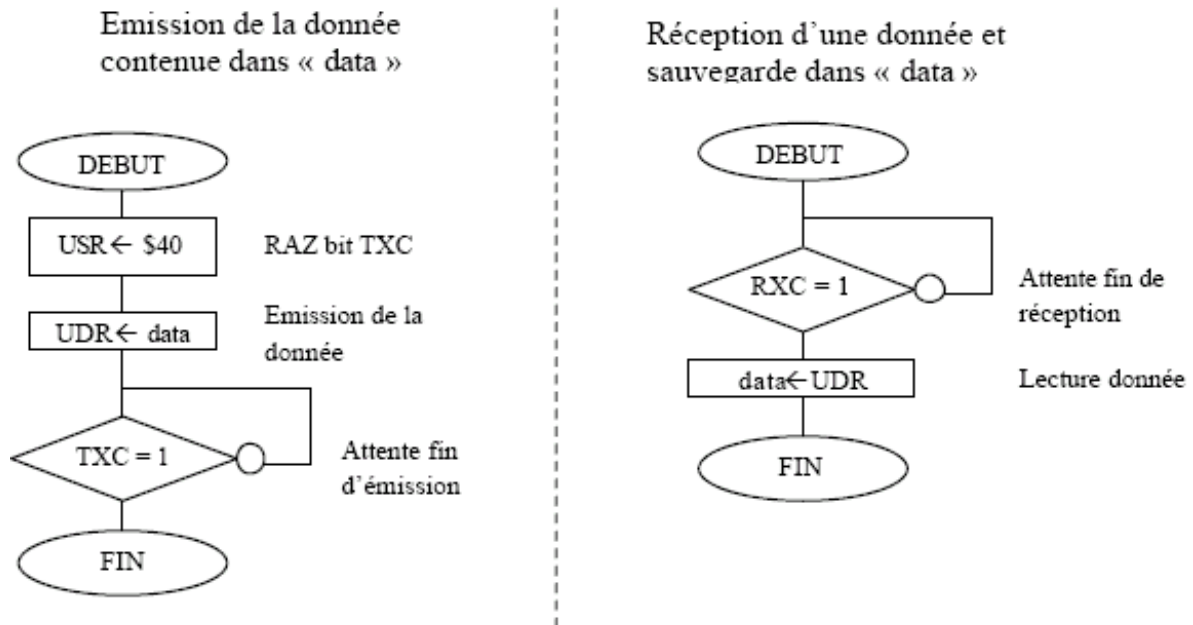 Emission de la donnée
contenue dans « data »
DEBUT
USR← $40
RAZ bit TXC
UDR← data
Emission de la
donnée
TXC = 1
Attente fin
d’émission
FIN
Réception d’une donnée et
sauvegarde dans « data »
DEBUT
RXC = 1
Attente fin de
réception
data←UDR
Lecture donnée
FIN